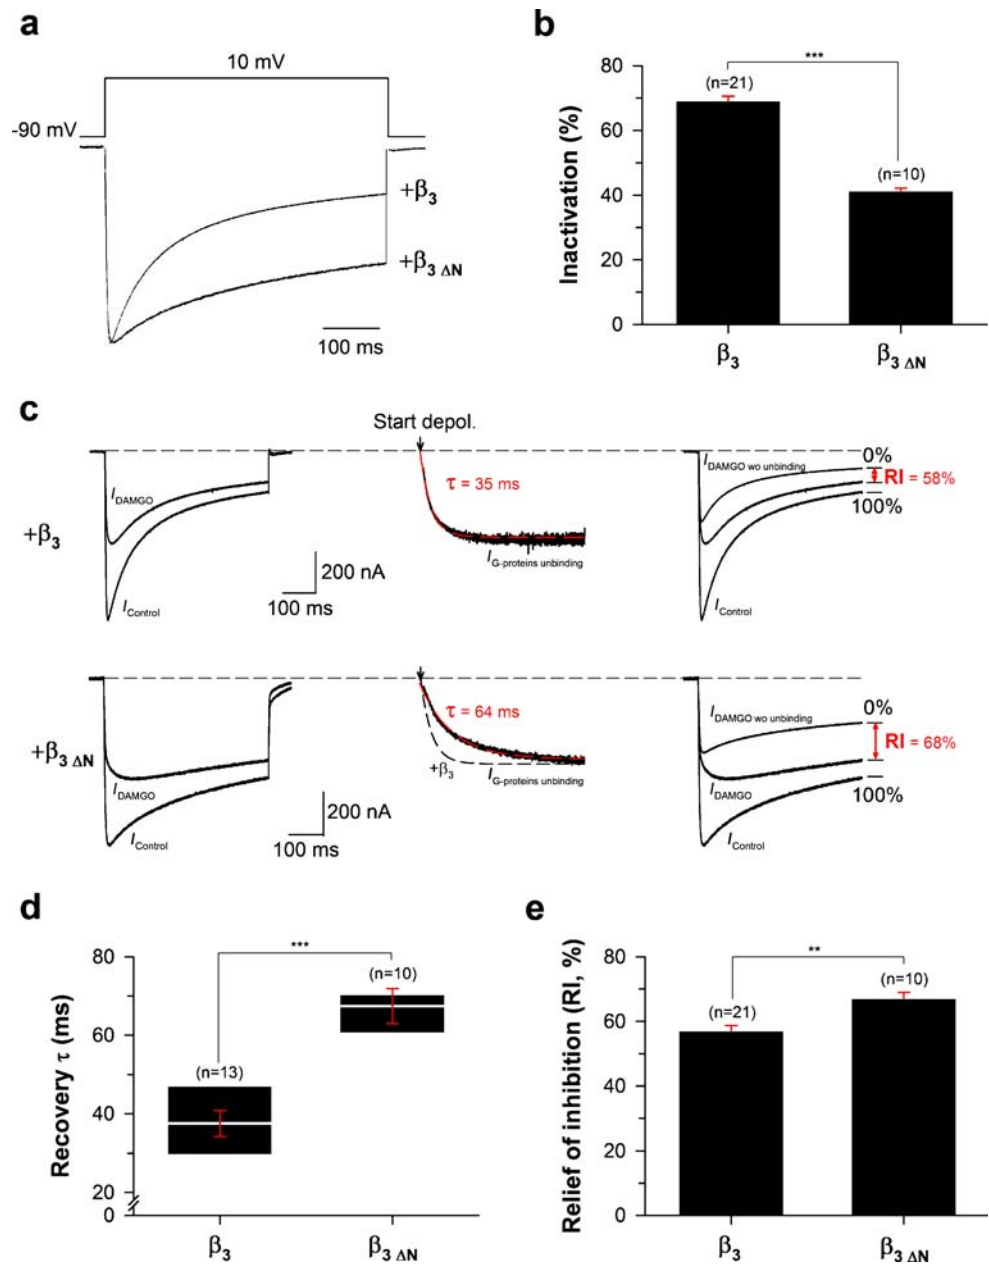 a
10 mV
-90 mV
+β3
+β3 ΔN
100 ms
b
Inactivation (%)
80
60
40
20
0
***
(n=21)
(n=10)
β3
β3 ΔN
c
Start depol.
+β3
IDAMGO
IControl
200 nA
100 ms
τ = 35 ms
IG-proteins unbinding
IDAMGO wo unbinding
0%
RI = 58%
100%
+β3 ΔN
IDAMGO
IControl
200 nA
100 ms
τ = 64 ms
+β3
IG-proteins unbinding
IDAMGO wo unbinding
0%
RI = 68%
IDAMGO
100%
IControl
d
Recovery τ (ms)
80
60
40
20
0
***
(n=13)
(n=10)
β3
β3 ΔN
e
Relief of inhibition (RI, %)
80
60
40
20
0
**
(n=21)
(n=10)
β3
β3 ΔN